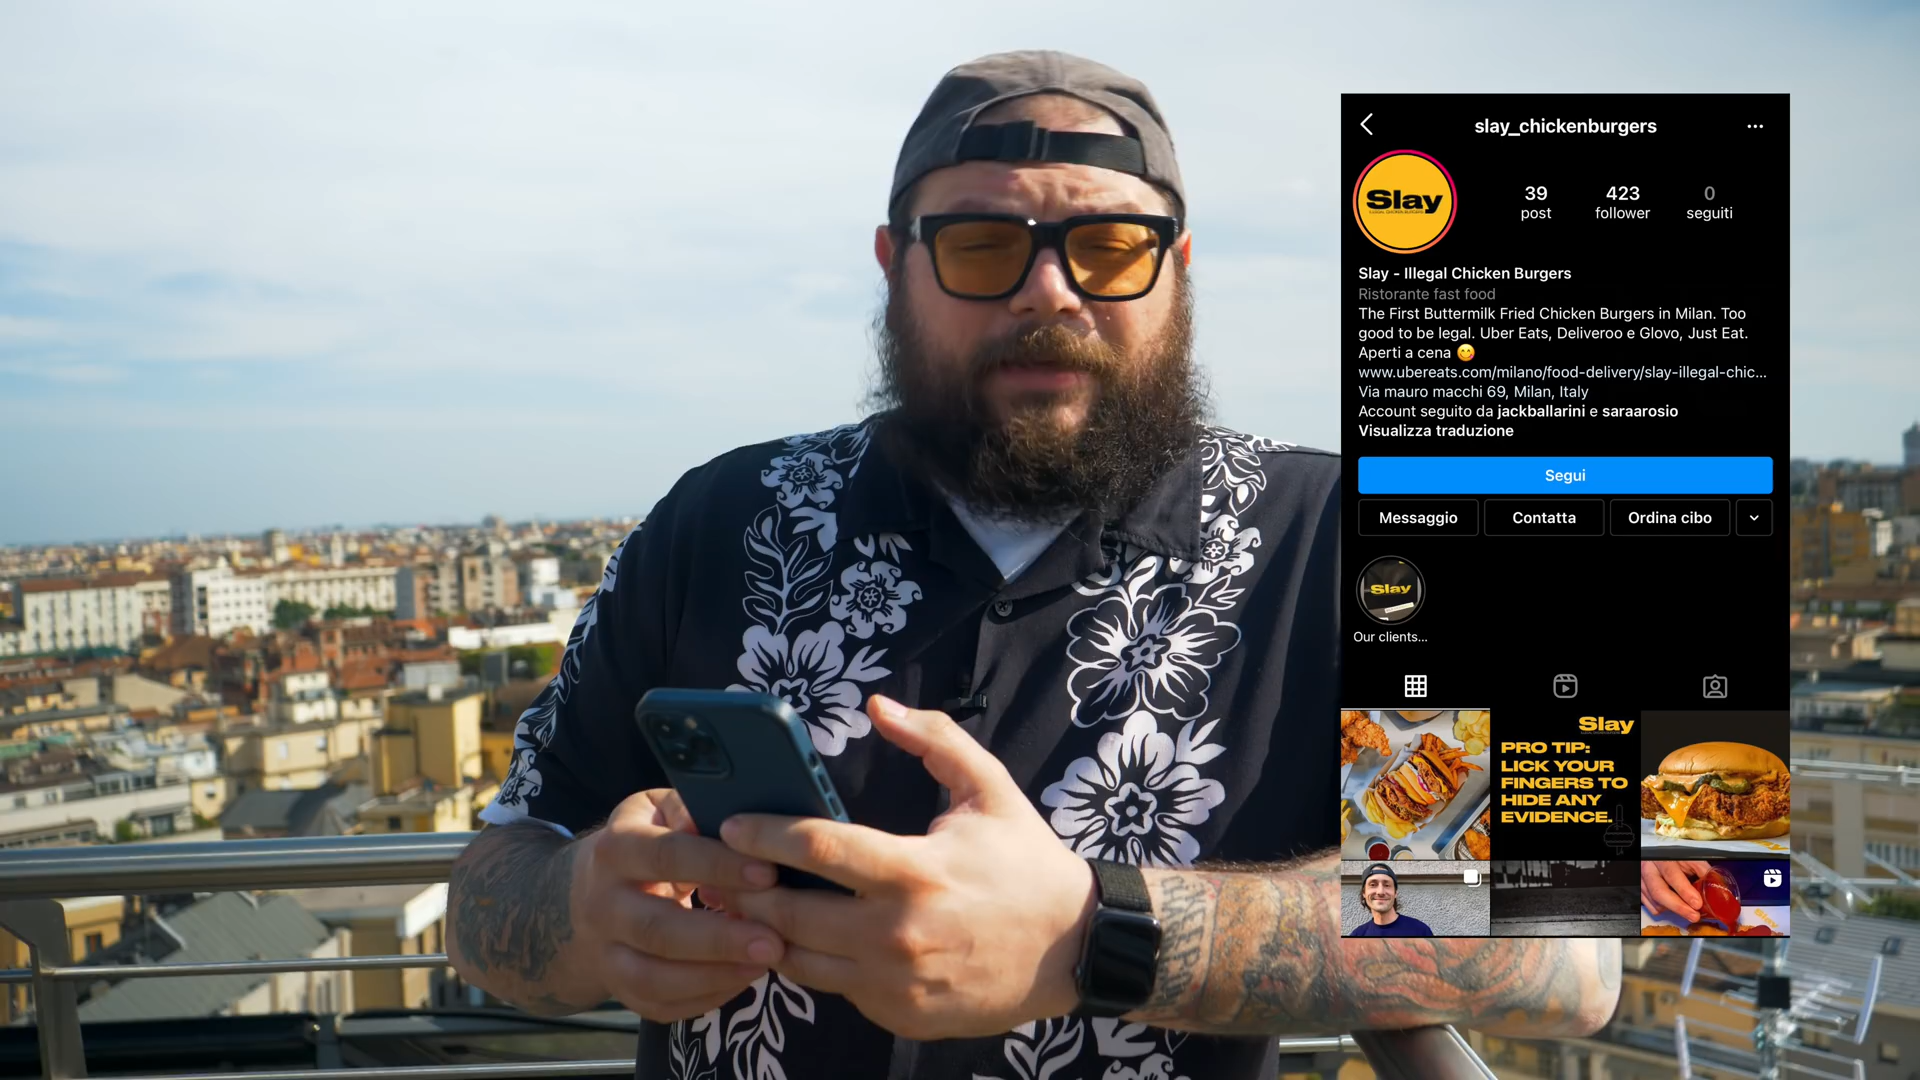 slay_chickenburgers
Slay
39
423
0
post
follower
seguiti
Slay - Illegal Chicken Burgers
Ristorante fast food
The First Buttermilk Fried Chicken Burgers in Milan. Too
good to be legal. Uber Eats, Deliveroo e Glovo, Just Eat.
Aperti a cena 😋
www.ubereats.com/milano/food-delivery/slay-illegal-chic...
Via mauro macchi 69, Milan, Italy
Account seguito da jackballarini e saraarosio
Visualizza traduzione
Segui
Messaggio
Contatta
Ordina cibo
Slay
Our clients...
Slay
PRO TIP:
LICK YOUR
FINGERS TO
HIDE ANY
EVIDENCE.